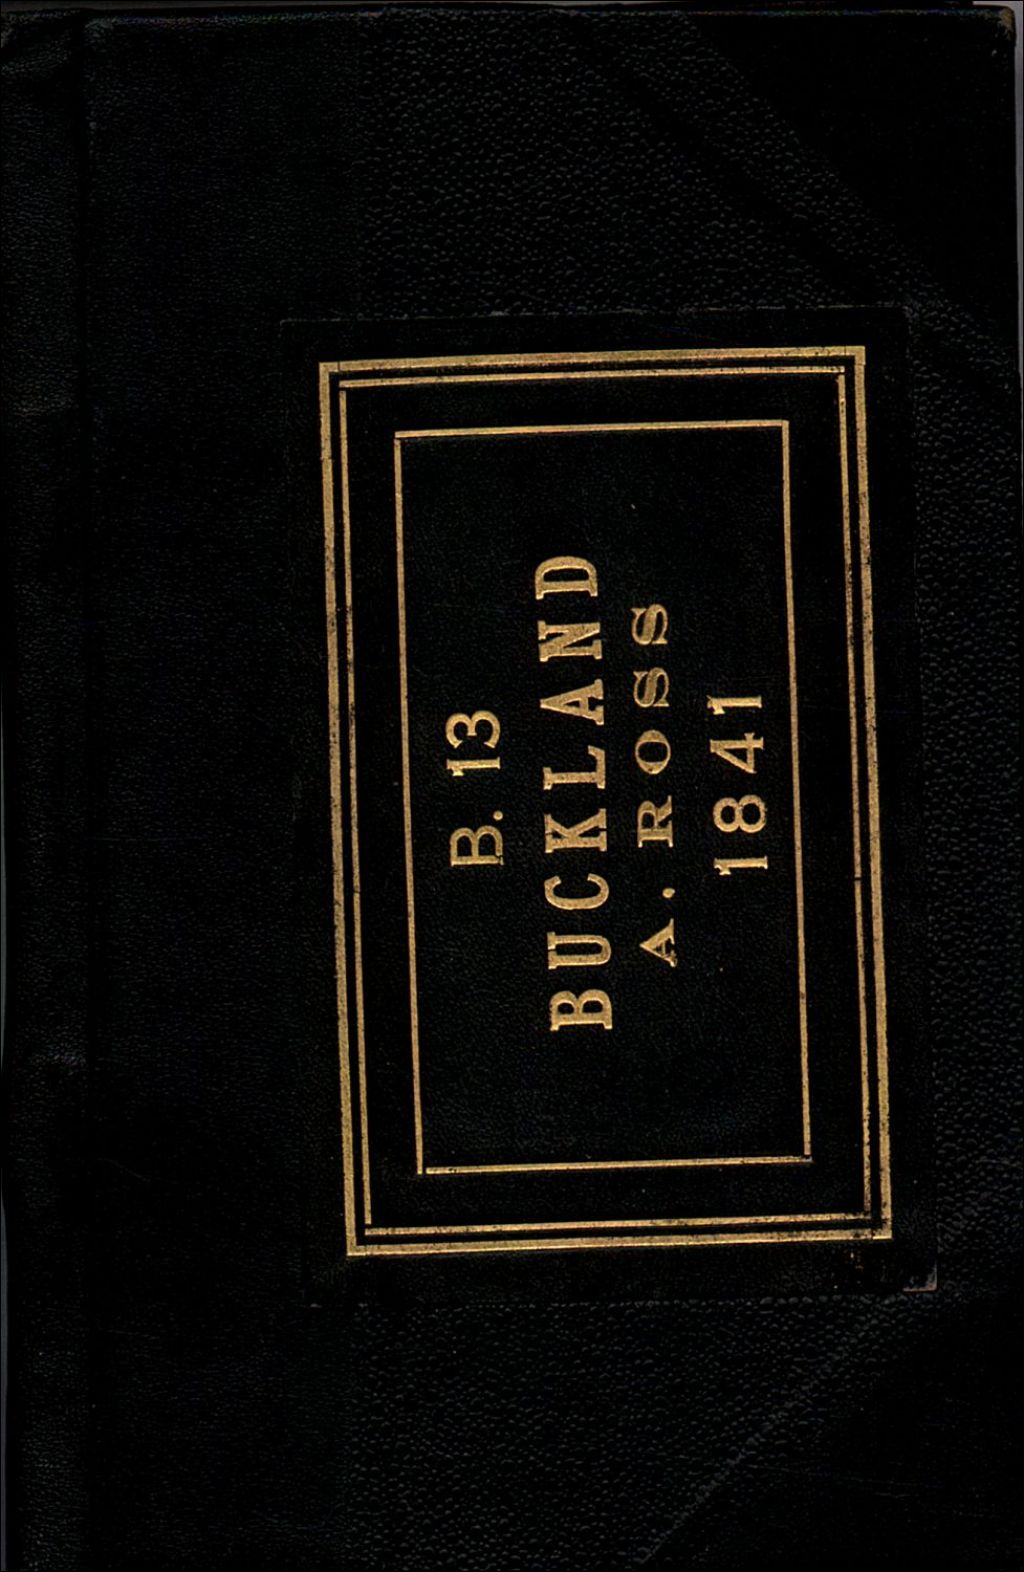 B. 13
BUCKLAND
A. ROSS
1841